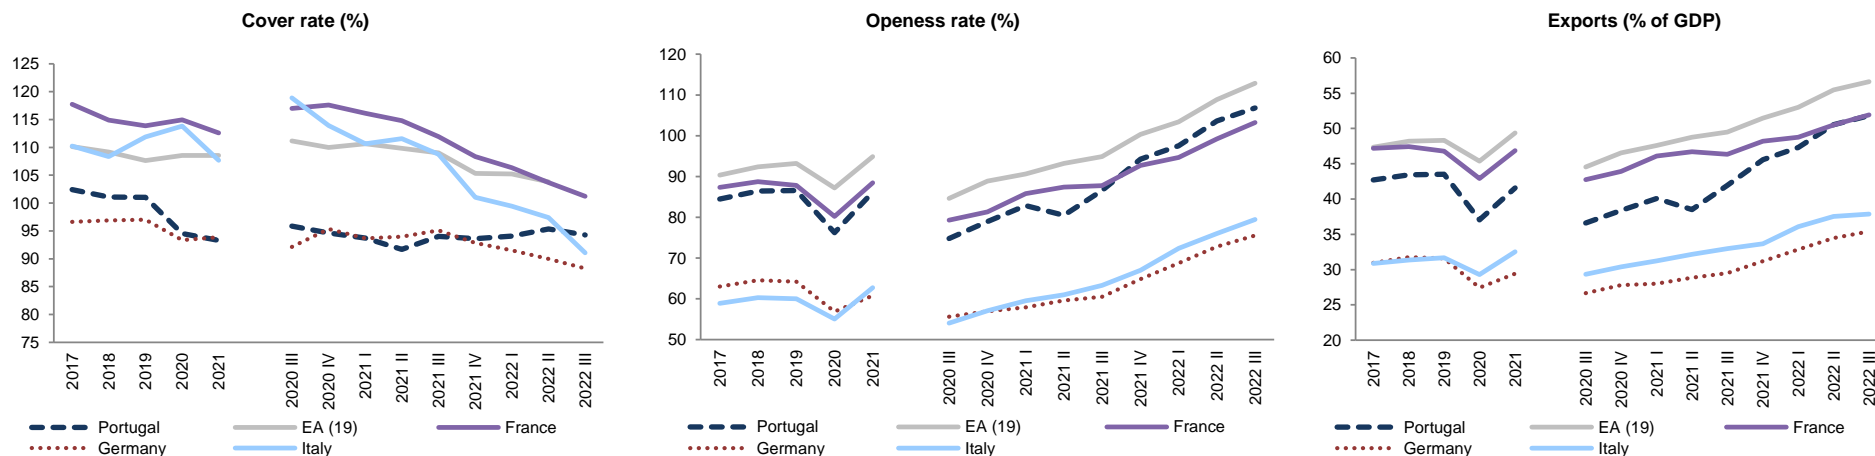 Cover rate (%)
125
120
115
110
105
100
95
90
85
80
75
2017
2018
2019
2020
2021
2020 III
2020 IV
2021 I
2021 II
2021 III
2021 IV
2022 I
2022 II
2022 III
Portugal
EA (19)
France
Germany
Italy
Openess rate (%)
120
110
100
90
80
70
60
50
2017
2018
2019
2020
2021
2020 III
2020 IV
2021 I
2021 II
2021 III
2021 IV
2022 I
2022 II
2022 III
Portugal
EA (19)
France
Germany
Italy
Exports (% of GDP)
60
55
50
45
40
35
30
25
20
2017
2018
2019
2020
2021
2020 III
2020 IV
2021 I
2021 II
2021 III
2021 IV
2022 I
2022 II
2022 III
Portugal
EA (19)
France
Germany
Italy